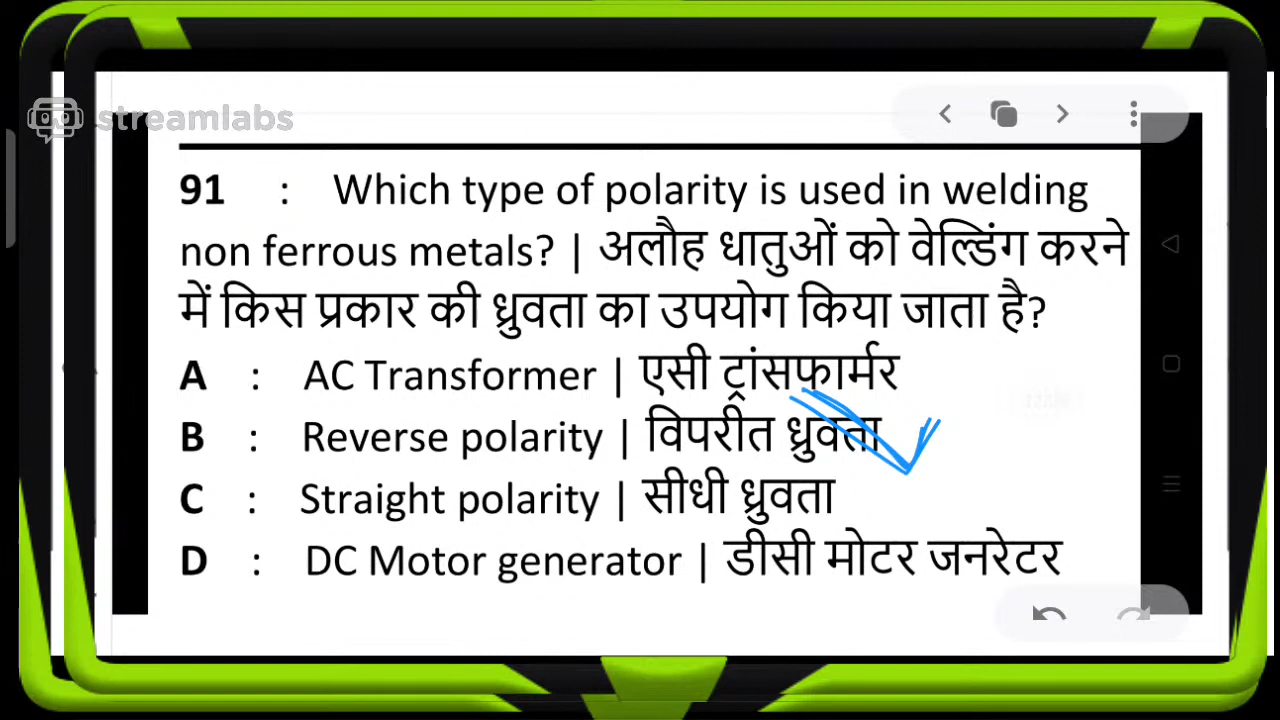 streamlabs
91 : Which type of polarity is used in welding
non ferrous metals? | अलौह धातुओं को वेल्डिंग करने
में किस प्रकार की ध्रुवता का उपयोग किया जाता है?
A : AC Transformer | एसी ट्रांसफार्मर
B : Reverse polarity | विपरीत ध्रुवता
C : Straight polarity | सीधी ध्रुवता
D : DC Motor generator | डीसी मोटर जनरेटर